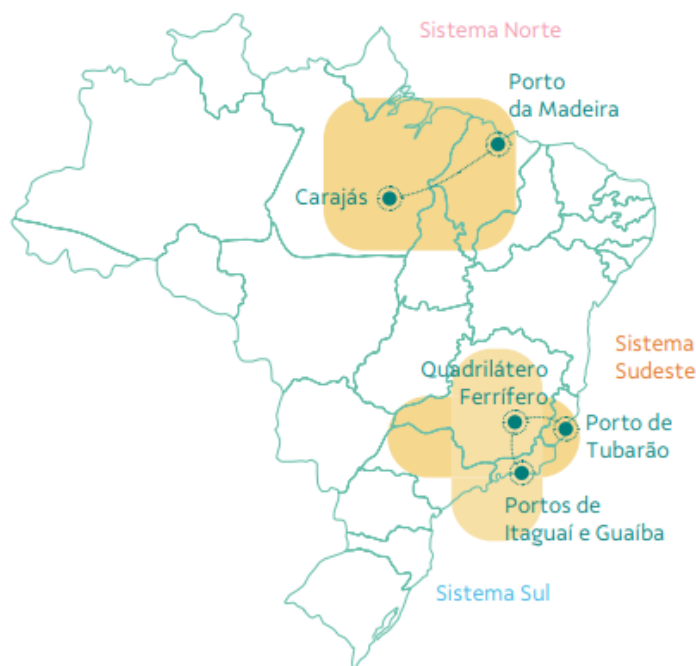 Sistema Norte
Porto
da Madeira
Carajás
Sistema
Sudeste
Quadrilátero
Ferrífero
Porto de
Tubarão
Portos de
Itaguaí e Guaíba
Sistema Sul